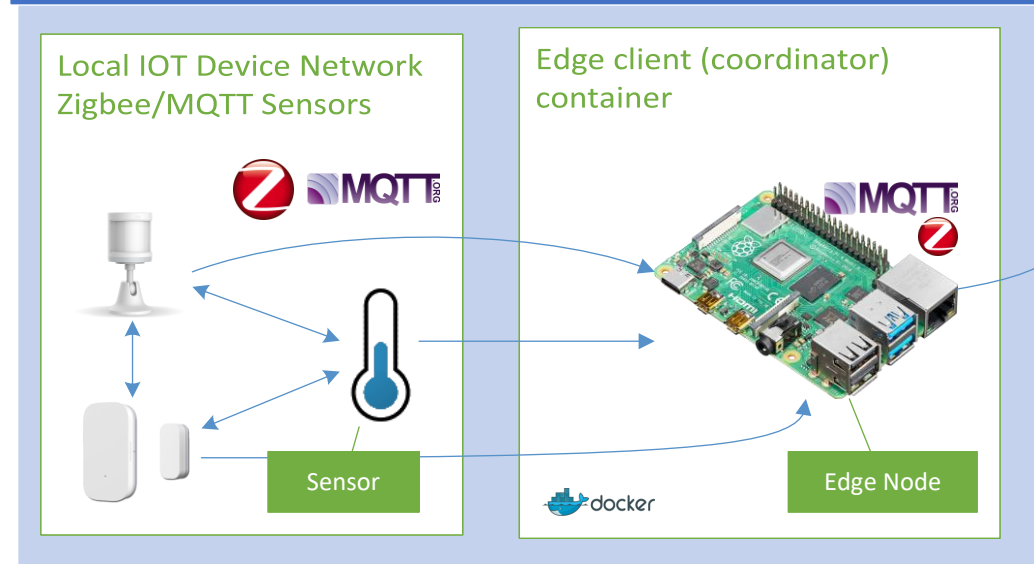 Local IOT Device Network
Zigbee/MQTT Sensors
Edge client (coordinator)
container
MQTT
.ORG
MQTT
.ORG
HDMI
Sensor
Edge Node
docker